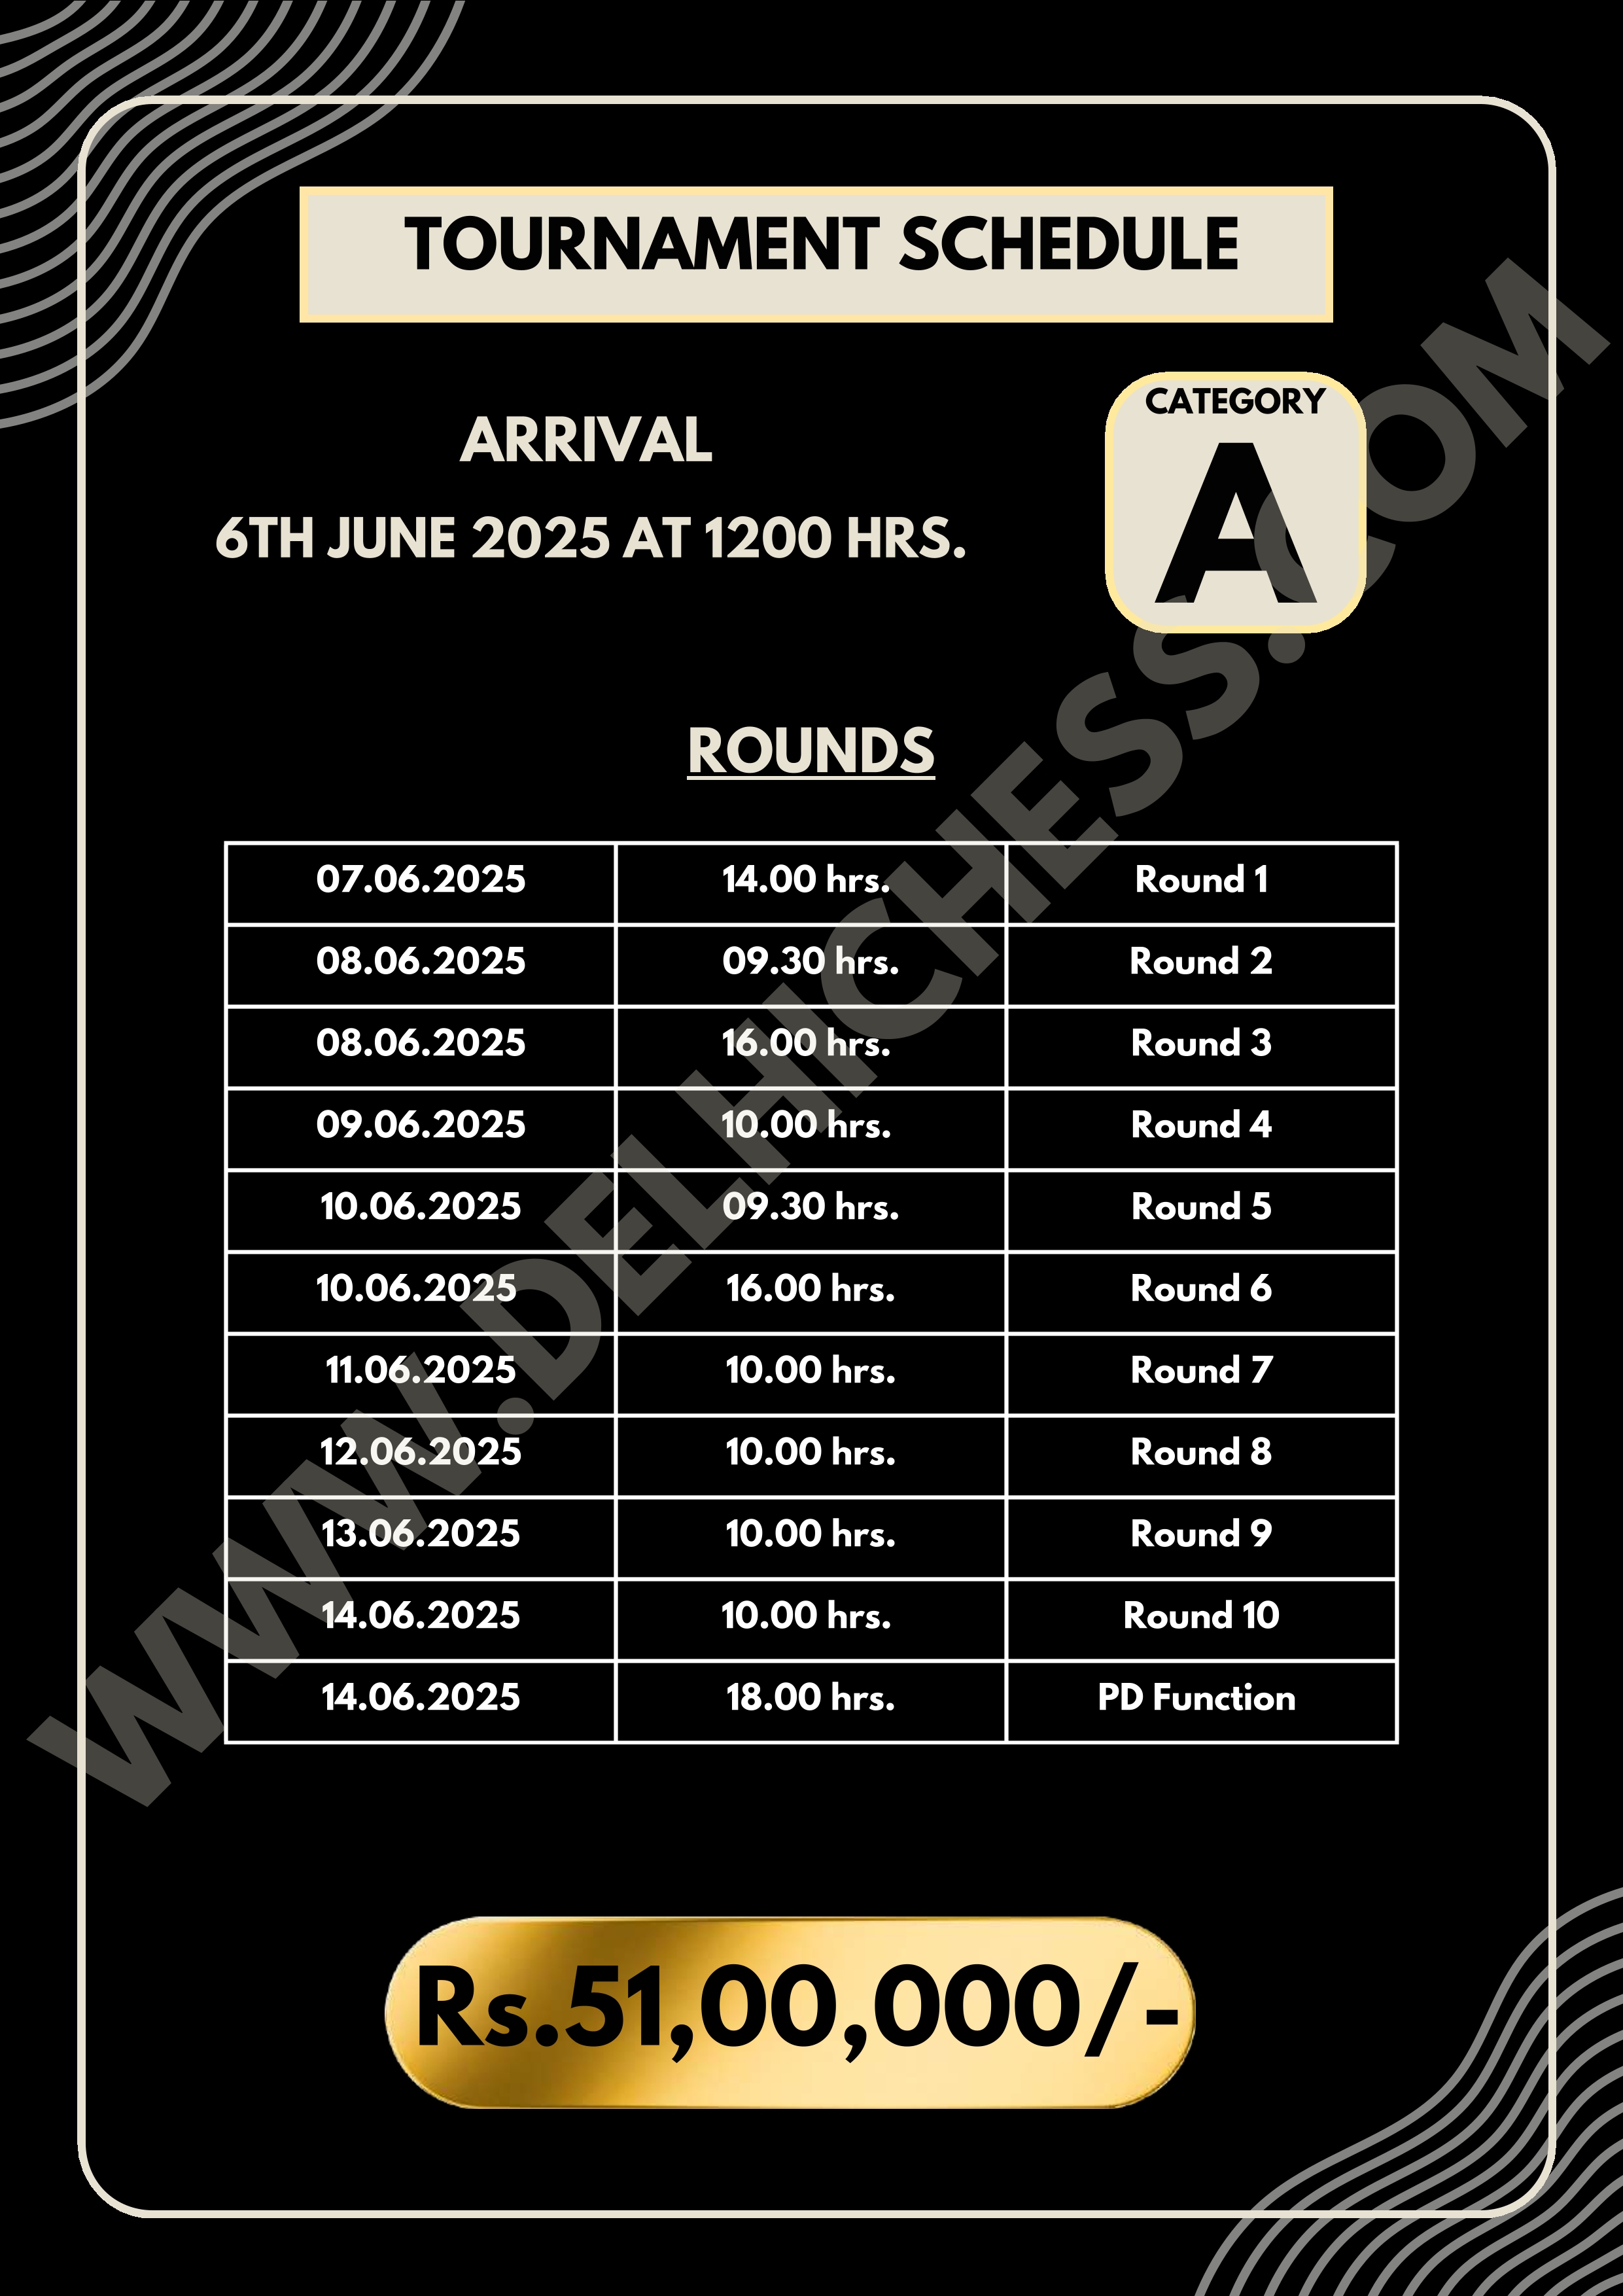 TOURNAMENT SCHEDULE
ARRIVAL
6TH JUNE 2025 AT 1200 HRS.
CATEGORY
A
ROUNDS
07.06.2025 14.00 hrs. Round 1
08.06.2025 09.30 hrs. Round 2
08.06.2025 16.00 hrs. Round 3
09.06.2025 10.00 hrs. Round 4
10.06.2025 09.30 hrs. Round 5
10.06.2025 16.00 hrs. Round 6
11.06.2025 10.00 hrs. Round 7
12.06.2025 10.00 hrs. Round 8
13.06.2025 10.00 hrs. Round 9
14.06.2025 10.00 hrs. Round 10
14.06.2025 18.00 hrs. PD Function
Rs.51,00,000/-
WWW.DELHICHESS.COM